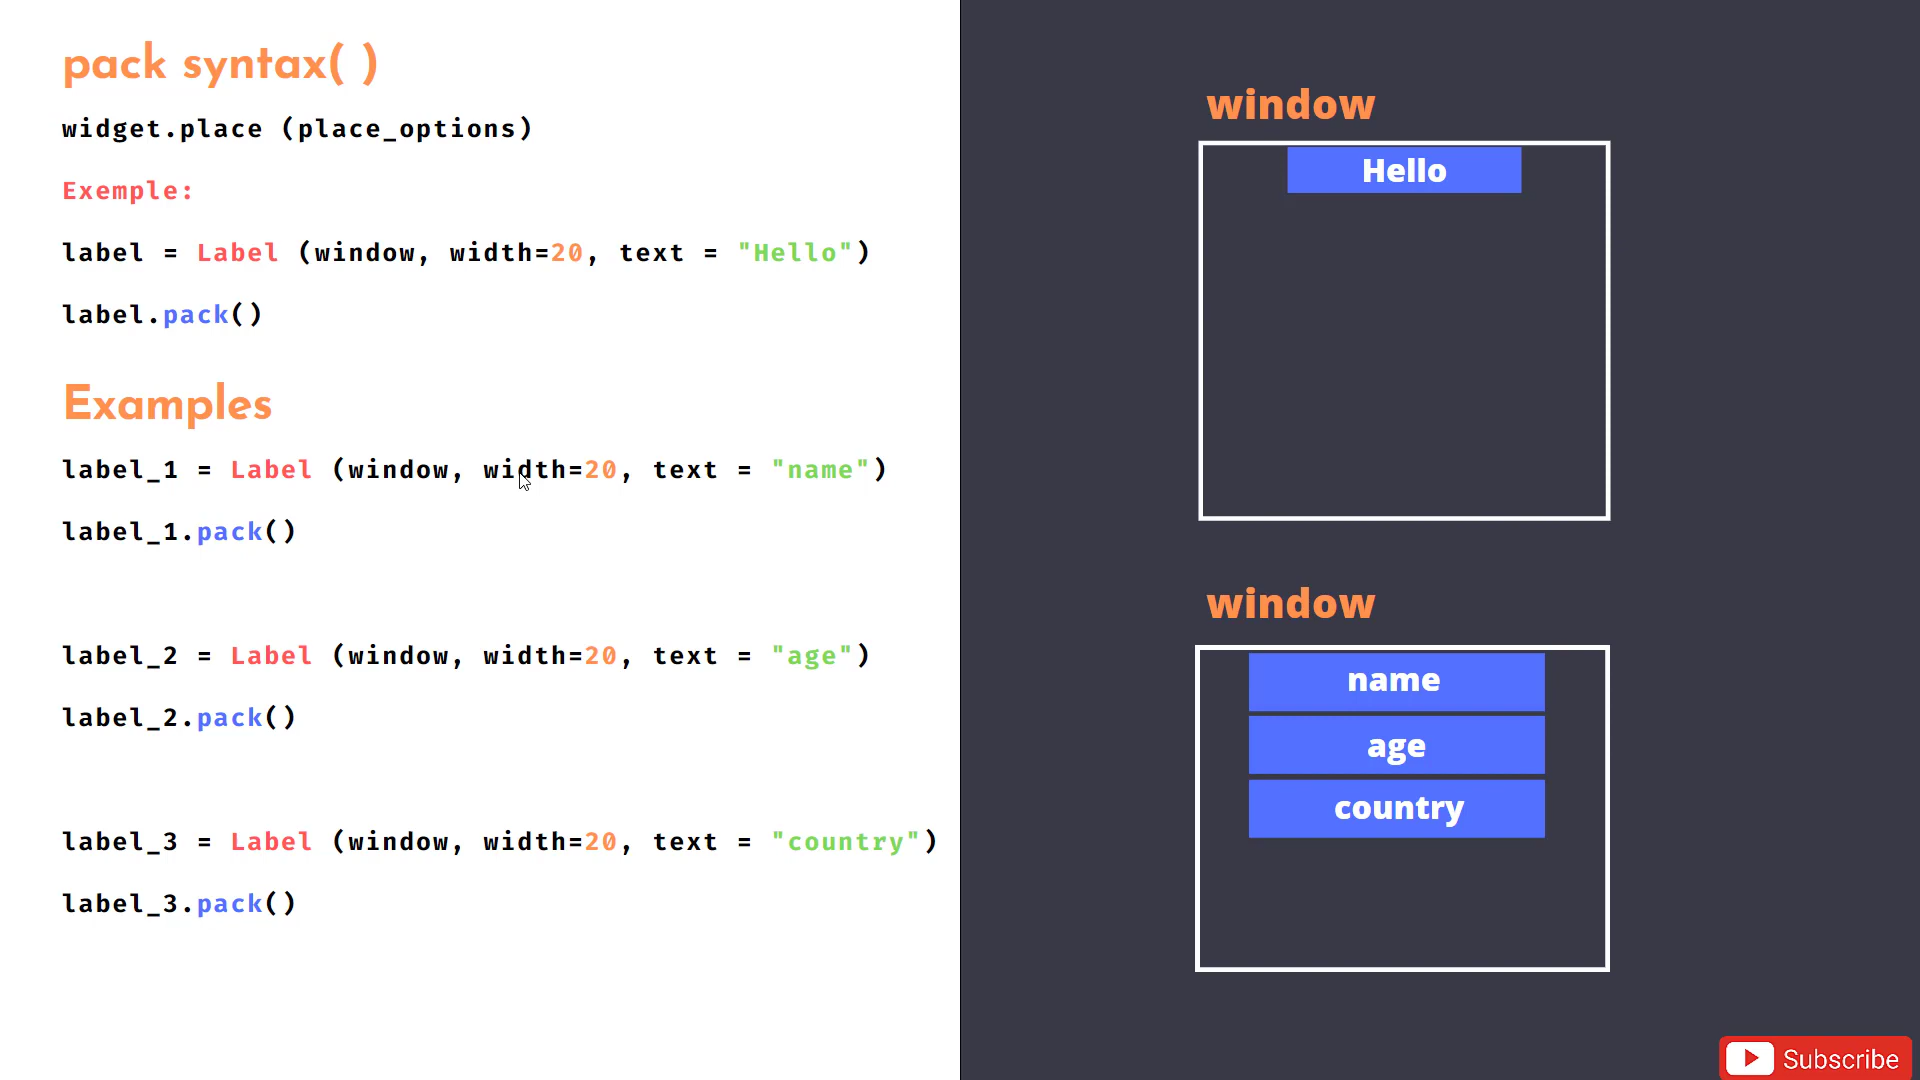 pack syntax( )
widget.place (place_options)
Exemple:
label = Label (window, width=20, text = "Hello")
label.pack()
Examples
label_1 = Label (window, width=20, text = "name")
label_1.pack()
label_2 = Label (window, width=20, text = "age")
label_2.pack()
label_3 = Label (window, width=20, text = "country")
label_3.pack()
window
Hello
window
name
age
country
Subscribe